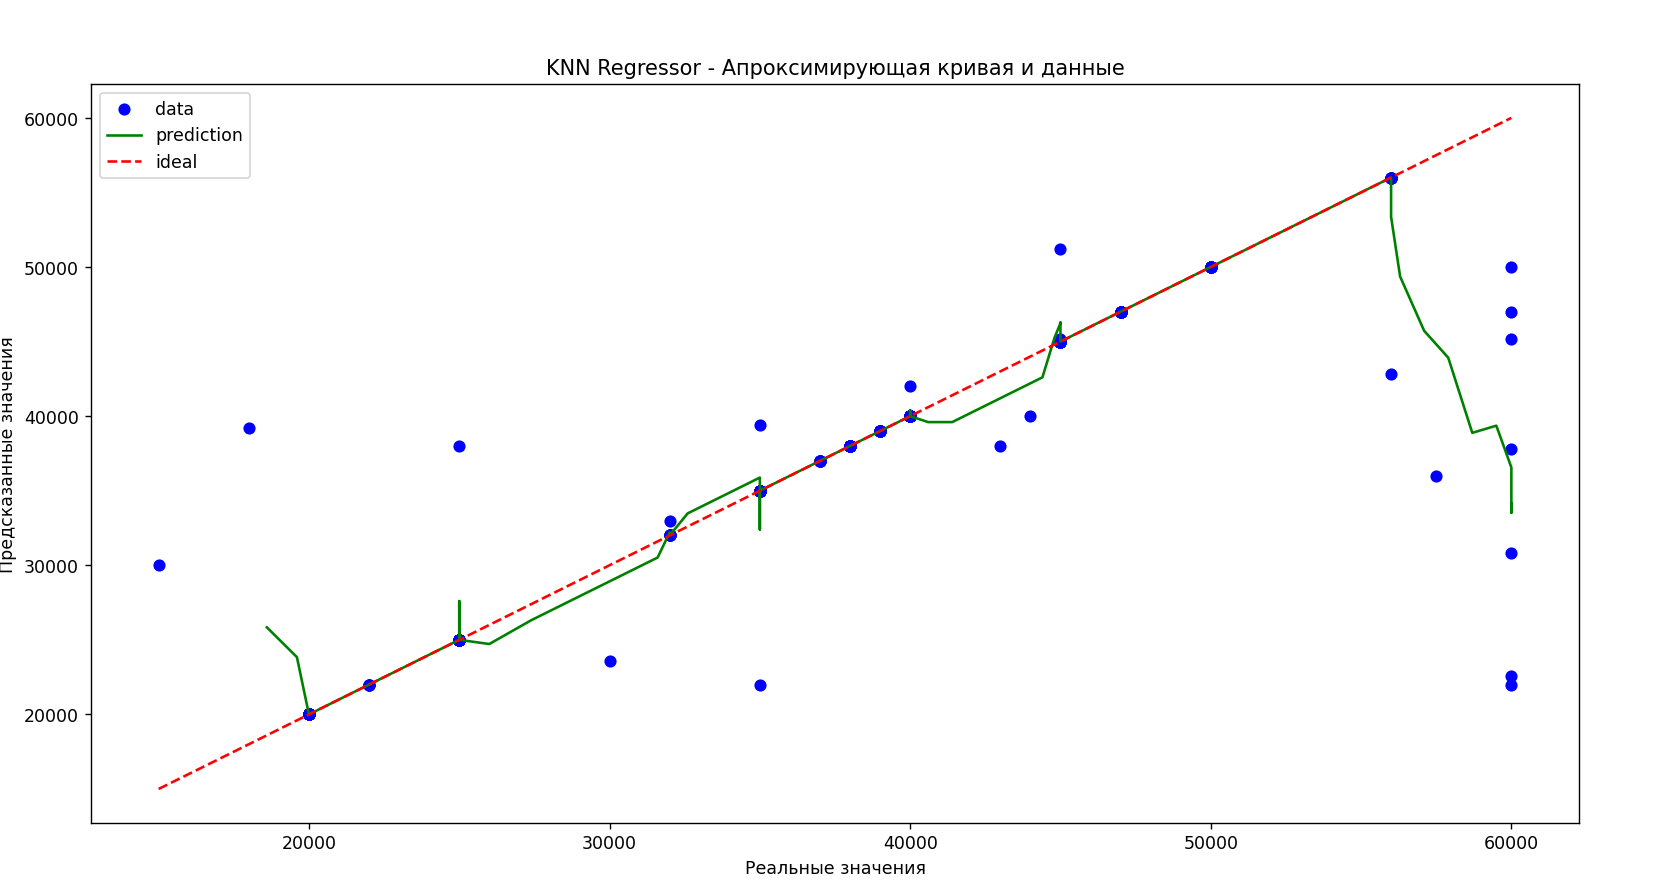 KNN Regressor - Апроксимирующая кривая и данные
data
prediction
ideal
60000
50000
40000
30000
20000
Предсказанные значения
20000
30000
40000
50000
60000
Реальные значения